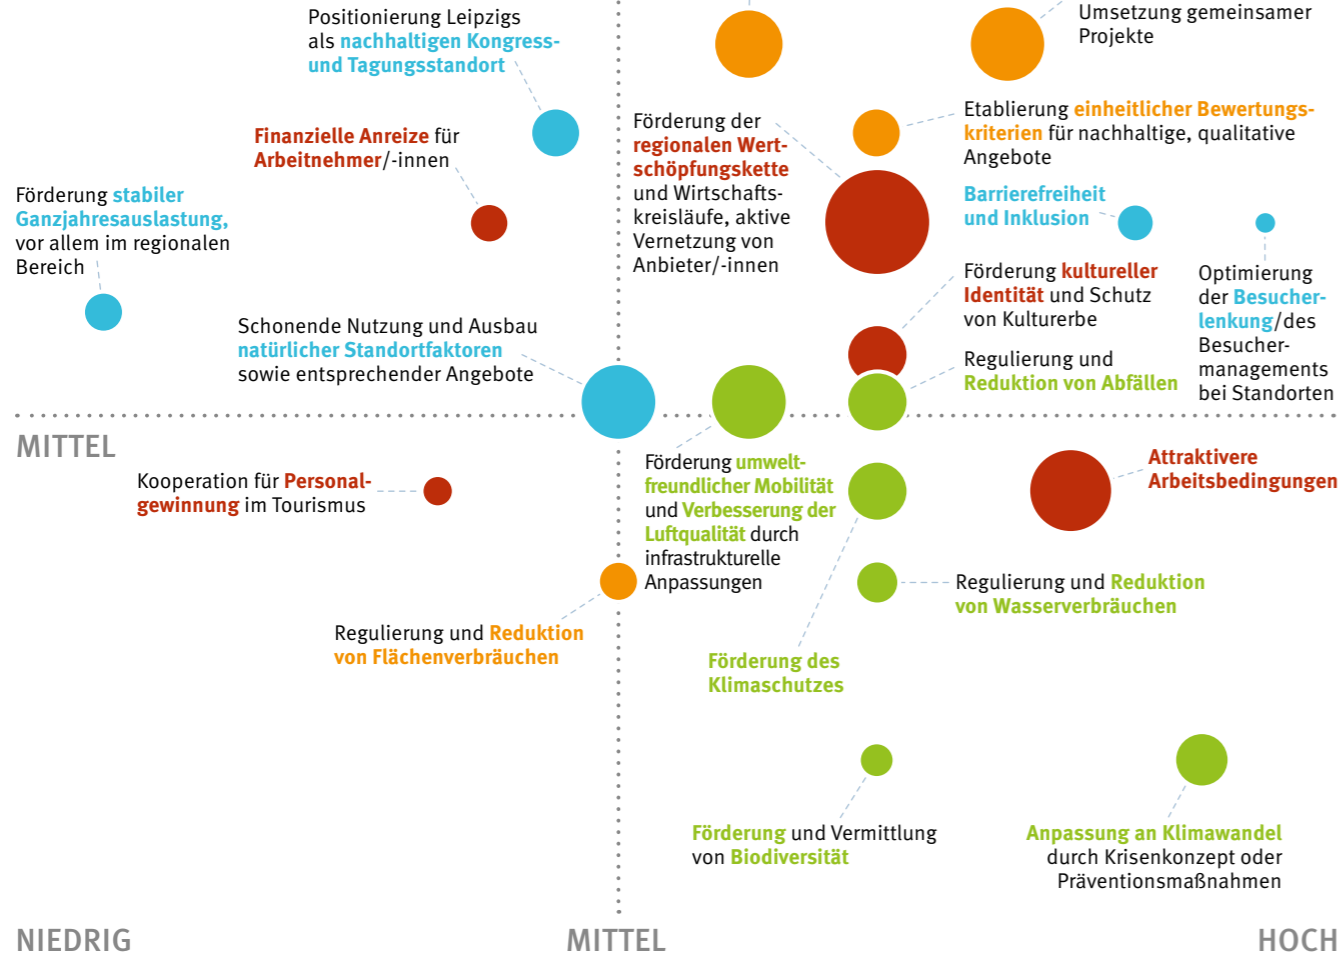 Positionierung Leipzigs
als nachhaltigen Kongress-
und Tagungsstandort
Umsetzung gemeinsamer
Projekte
Finanzielle Anreize für
Arbeitnehmer/-innen
Förderung der
regionalen Wert-
schöpfungskette
und Wirtschafts-
kreisläufe, aktive
Vernetzung von
Anbieter/-innen
Etablierung einheitlicher Bewertungs-
kriterien für nachhaltige, qualitative
Angebote
Förderung stabiler
Ganzjahresauslastung,
vor allem im regionalen
Bereich
Barrierefreiheit
und Inklusion
Förderung kultureller
Identität und Schutz
von Kulturerbe
Optimierung
der Besucher-
lenkung/des
Besucher-
managements
bei Standorten
Schonende Nutzung und Ausbau
natürlicher Standortfaktoren
sowie entsprechender Angebote
Regulierung und
Reduktion von Abfällen
MITTEL
Kooperation für Personal-
gewinnung im Tourismus
Förderung umwelt-
freundlicher Mobilität
und Verbesserung der
Luftqualität durch
infrastrukturelle
Anpassungen
Attraktivere
Arbeitsbedingungen
Regulierung und Reduktion
von Wasserverbräuchen
Regulierung und Reduktion
von Flächenverbräuchen
Förderung des
Klimaschutzes
Förderung und Vermittlung
von Biodiversität
Anpassung an Klimawandel
durch Krisenkonzept oder
Präventionsmaßnahmen
NIEDRIG
MITTEL
HOCH